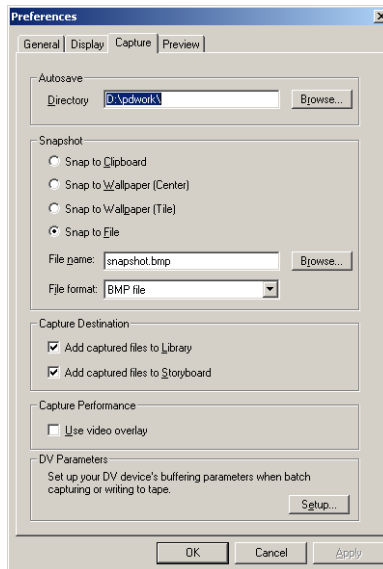 Preferences
General Display Capture Preview
Autosave
Directory D:\pdwork\ Browse...
Snapshot
Snap to Clipboard
Snap to Wallpaper (Center)
Snap to Wallpaper (Tile)
Snap to File
File name: snapshot.bmp Browse...
File format: BMP file
Capture Destination
Add captured files to Library
Add captured files to Storyboard
Capture Performance
Use video overlay
DV Parameters
Set up your DV device's buffering parameters when batch
capturing or writing to tape.
Setup...
OK Cancel Apply